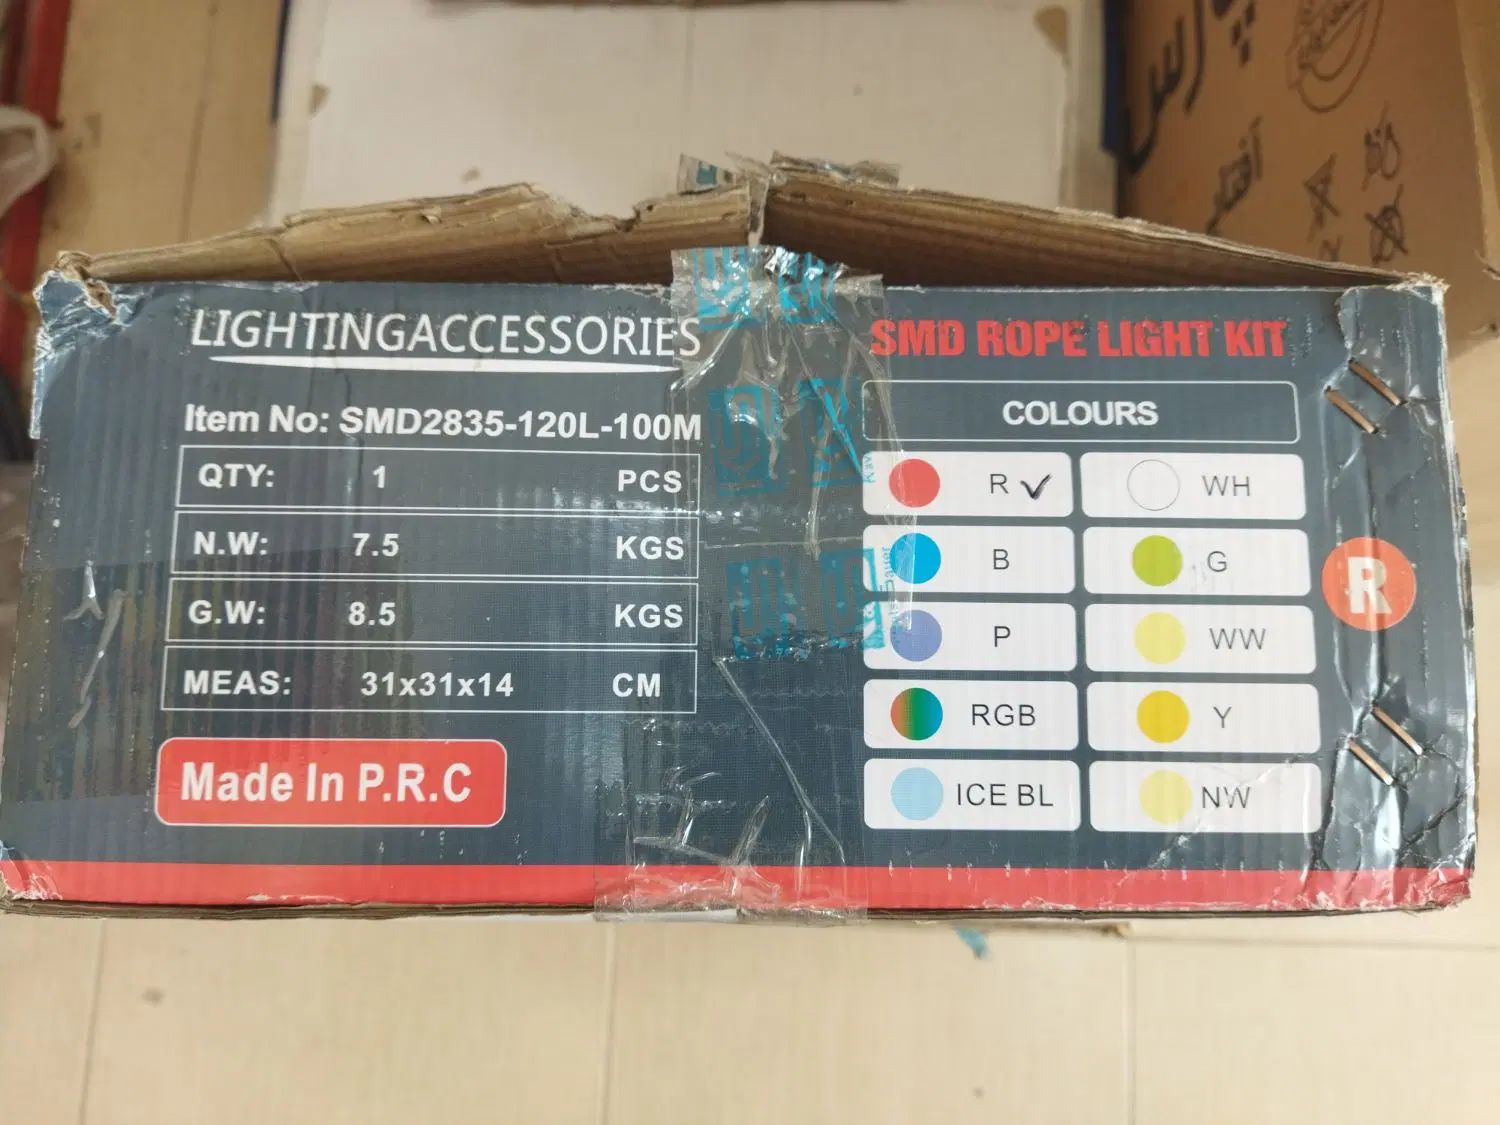 پارس
LIGHTINGACCESSORIES
Item No: SMD2835-120L-100M
QTY: 1 PCS
N.W: 7.5 KGS
G.W: 8.5 KGS
MEAS: 31x31x14 CM
Made In P.R.C
SMD ROPE LIGHT KIT
COLOURS
R ✓ WH
B G
P WW
RGB Y
ICE BL NW
R